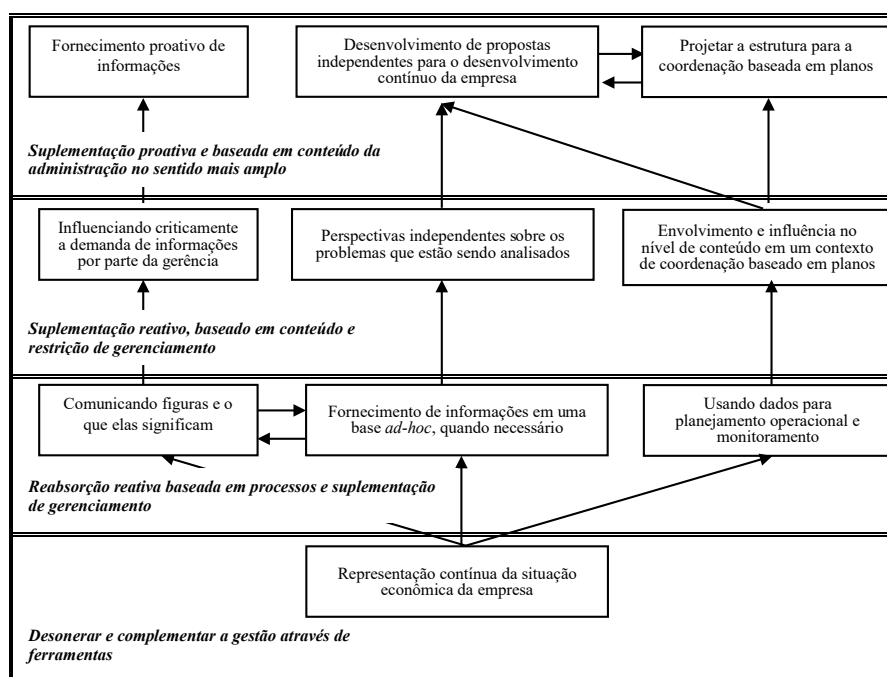 Fornecimento proativo de
informações
Desenvolvimento de propostas
independentes para o desenvolvimento
contínuo da empresa
Projetar a estrutura para a
coordenação baseada em planos
Suplementação proativa e baseada em conteúdo da
administração no sentido mais amplo
Influenciando criticamente
a demanda de informações
por parte da gerência
Perspectivas independentes sobre os
problemas que estão sendo analisados
Envolvimento e influência no
nível de conteúdo em um contexto
de coordenação baseado em planos
Suplementação reativo, baseado em conteúdo e
restrição de gerenciamento
Comunicando figuras e o
que elas significam
Fornecimento de informações em uma
base ad-hoc, quando necessário
Usando dados para
planejamento operacional e
monitoramento
Reabsorção reativa baseada em processos e suplementação
de gerenciamento
Representação contínua da situação
econômica da empresa
Desonerar e complementar a gestão através de
ferramentas